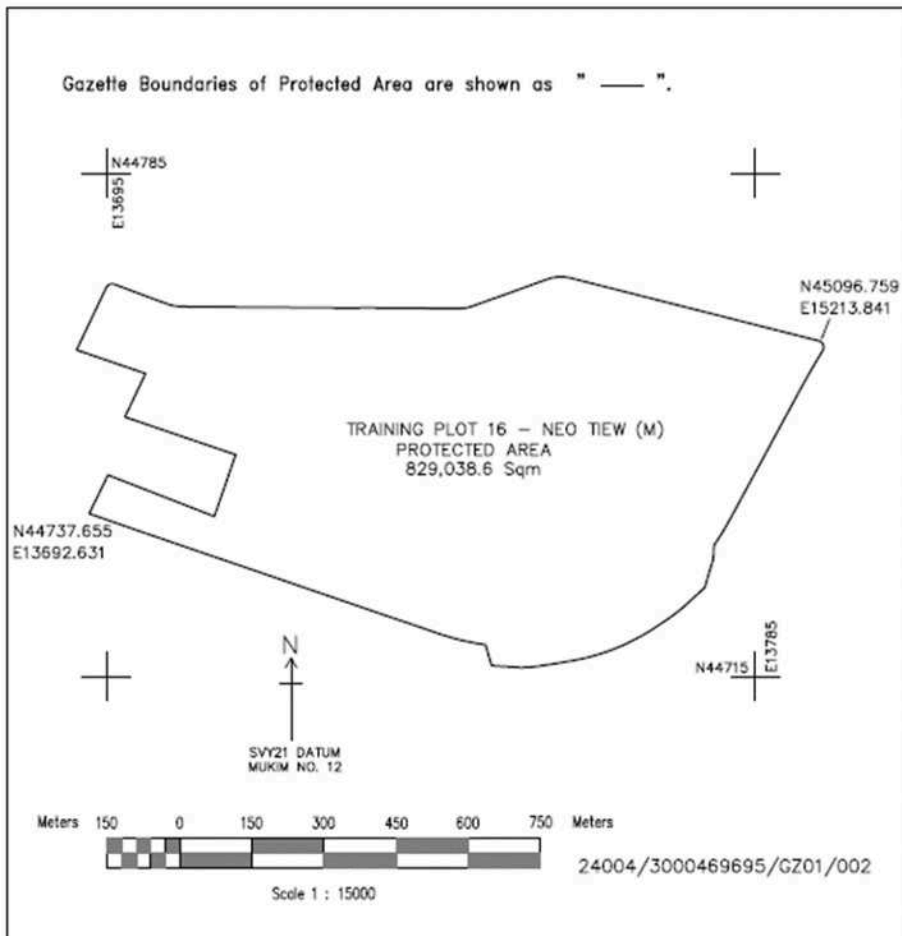 Gazette Boundaries of Protected Area are shown as " —— ".
N44785
E13695
N45096.759
E15213.841
TRAINING PLOT 16 – NEO TIEW (M)
PROTECTED AREA
829,038.6 Sqm
N44737.655
E13692.631
N44715
E13785
N
SVY21 DATUM
MUKIM NO. 12
Meters 150 0 150 300 450 600 750 Meters
Scale 1 : 15000
24004/3000469695/GZ01/002